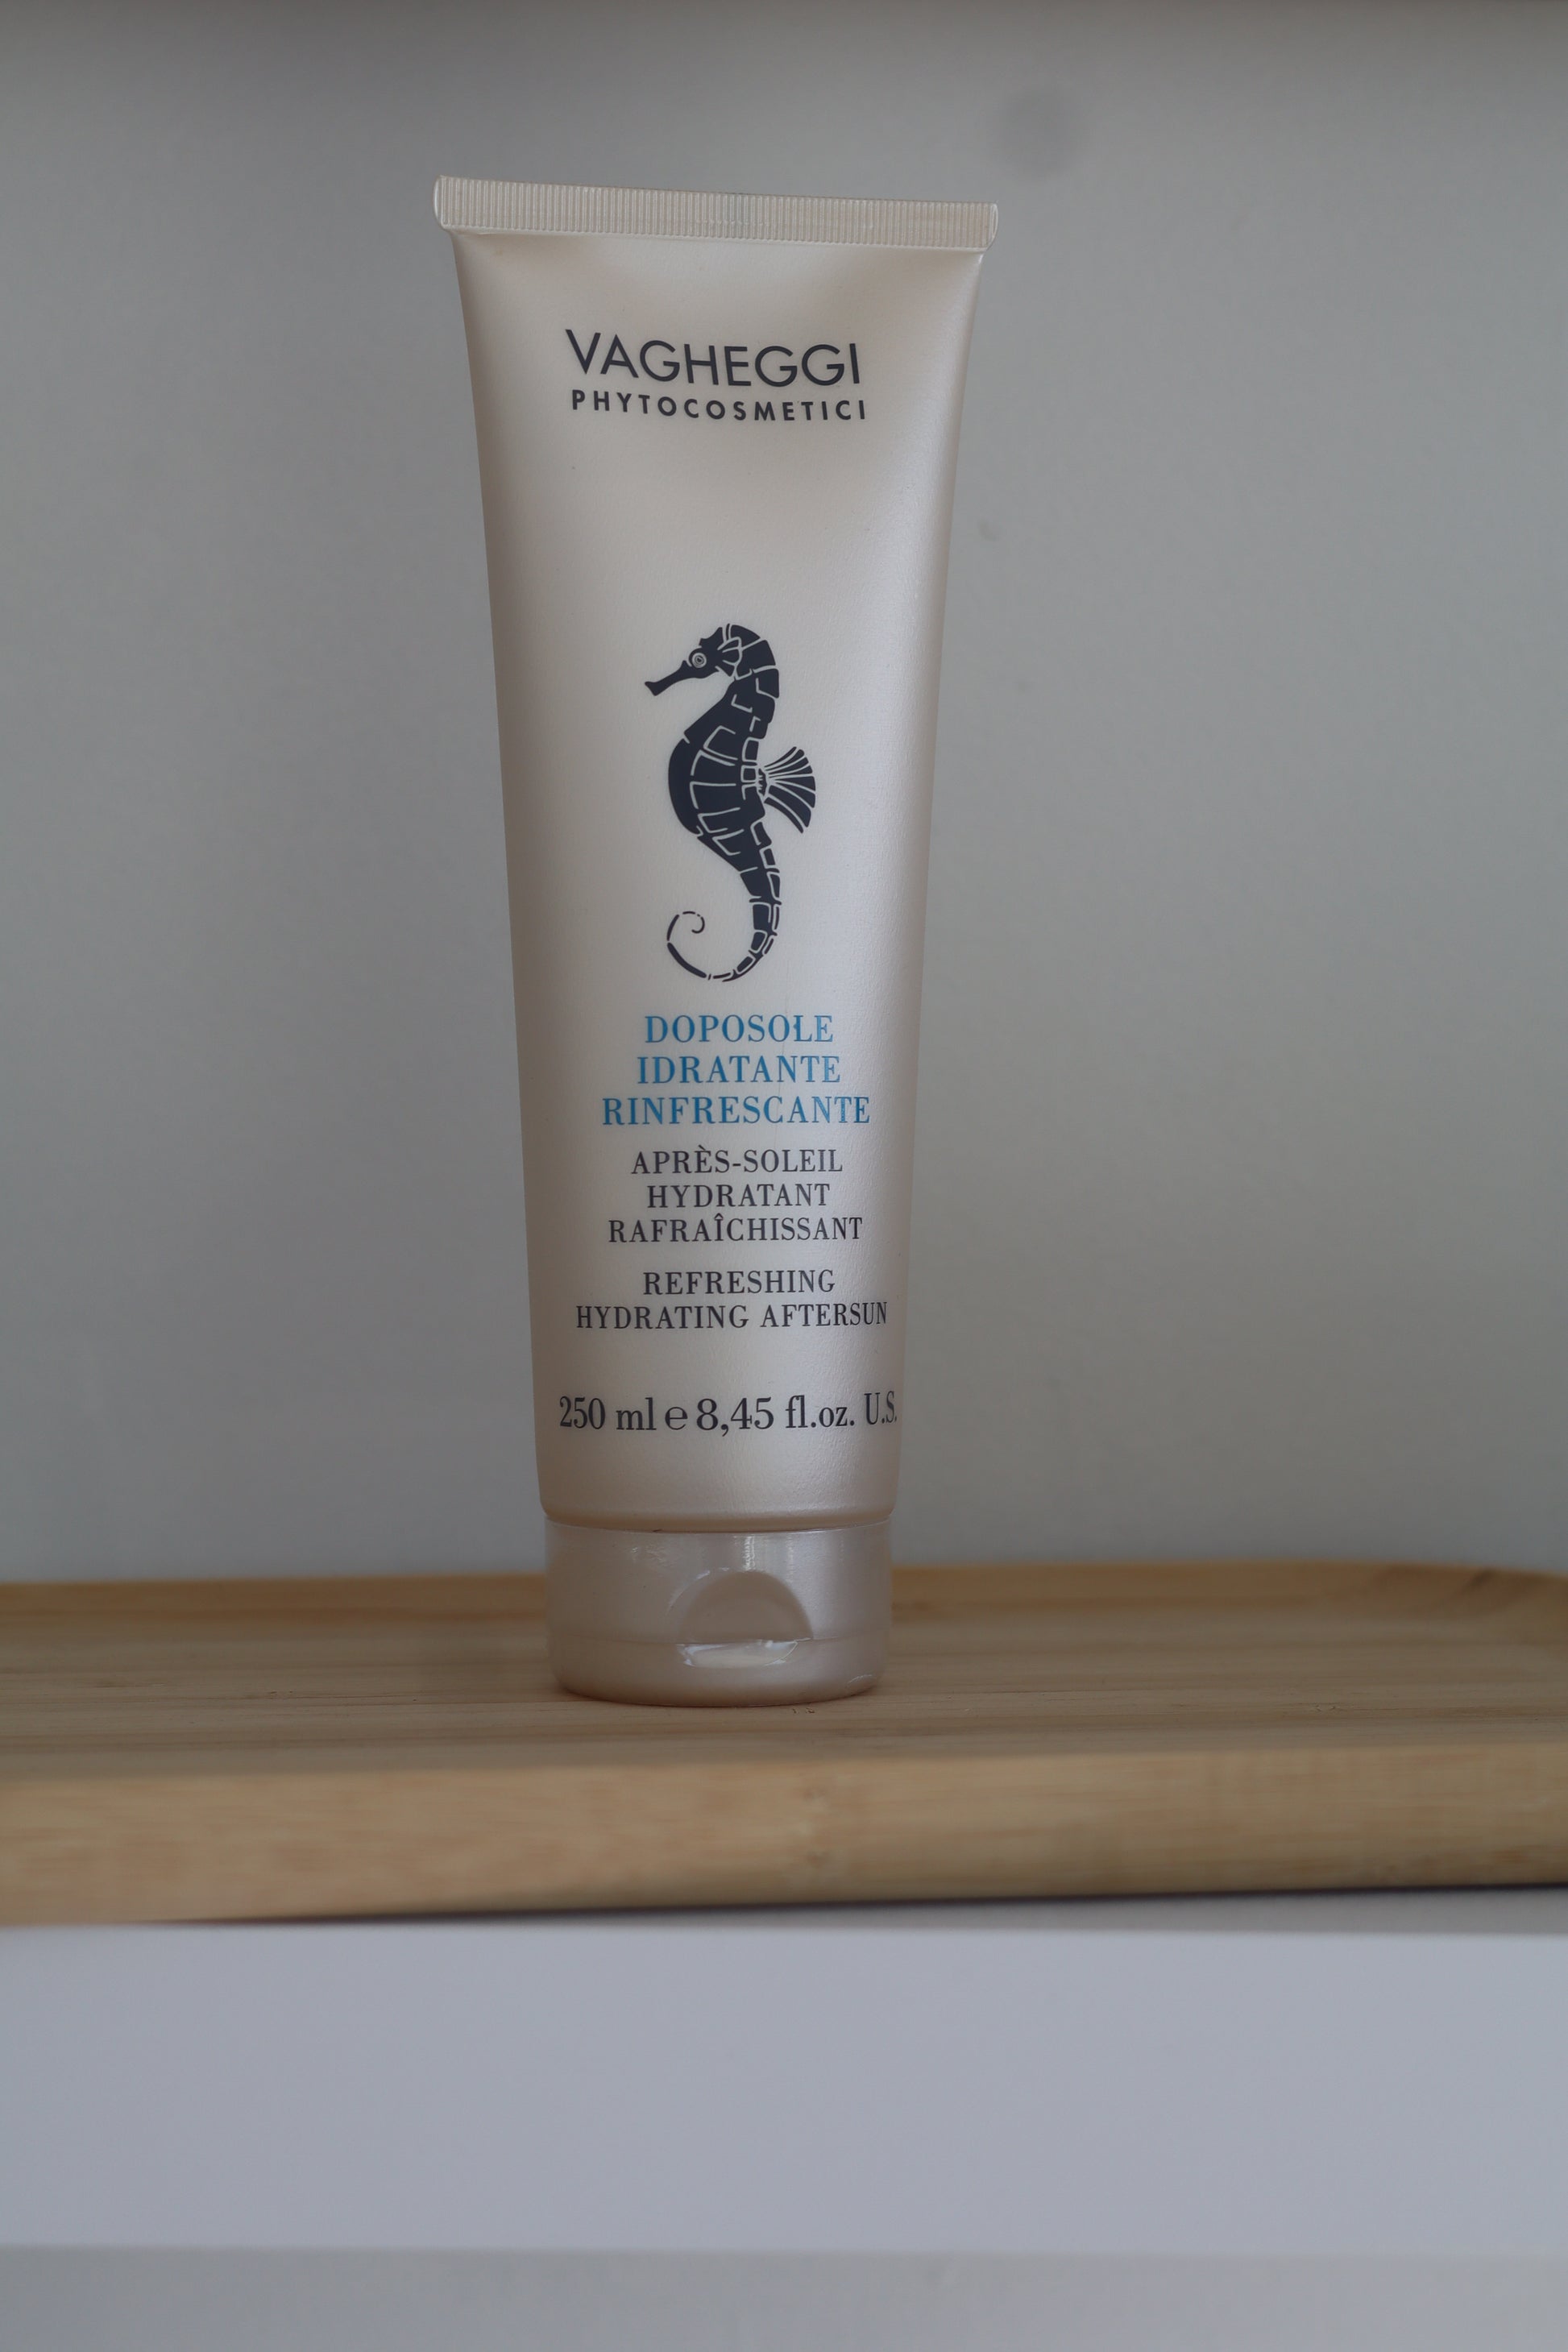 VAGHEGGI
PHYTOCOSMETICI
DOPOSOLE
IDRATANTE
RINFRESCANTE
APRÈS-SOLEIL
HYDRATANT
RAFRAÎCHISSANT
REFRESHING
HYDRATING AFTERSUN
250 ml ℮ 8,45 fl.oz. U.S.